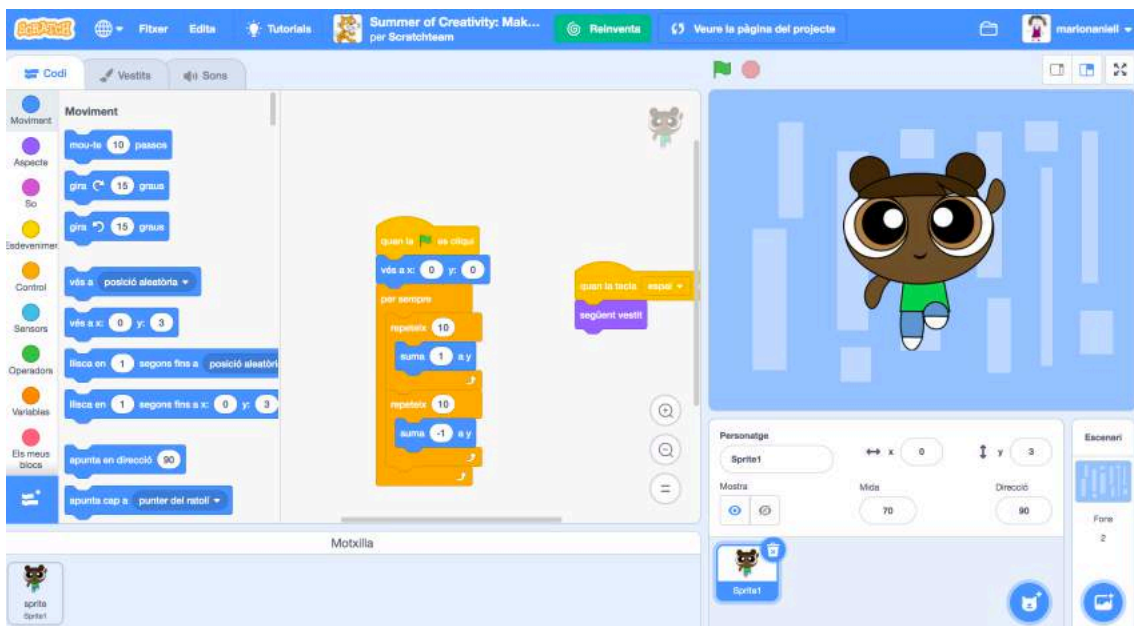 SCRATCH
Fitxer
Edita
Tutorials
Summer of Creativity: Mak...
per Scratchteam
Reinventa
Veure la pàgina del projecte
marionaniell
Codi
Vestits
Sons
Moviment
Aspecte
So
Esdevenimer
Control
Sensors
Operadors
Variables
Els meus
blocs
Moviment
mou-te 10 passos
gira 15 graus
gira 15 graus
vés a posició aleatòria
vés a x: 0 y: 3
llisca en 1 segons fins a posició aleatòri
llisca en 1 segons fins a x: 0 y: 3
apunta en direcció 90
apunta cap a punter del ratolí
quan la es cliqui
vés a x: 0 y: 0
per sempre
repeteix 10
suma 1 a y
repeteix 10
suma -1 a y
quan la tecla espai
següent vestit
Personatge
Sprite1
x 0
y 3
Mostra
Mida
70
Direcció
90
Sprite1
Escenari
Fons
2
Motxilla
sprite
Sprite1